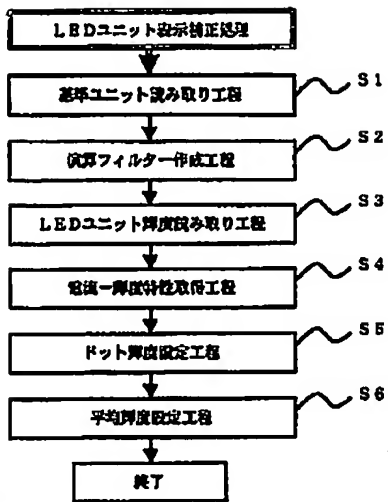 LEDユニット表示補正処理
基準ユニット読み取り工程
S1
演算フィルター作成工程
S2
LEDユニット輝度読み取り工程
S3
電流ー輝度特性取得工程
S4
ドット輝度設定工程
S5
平均輝度設定工程
S6
終了